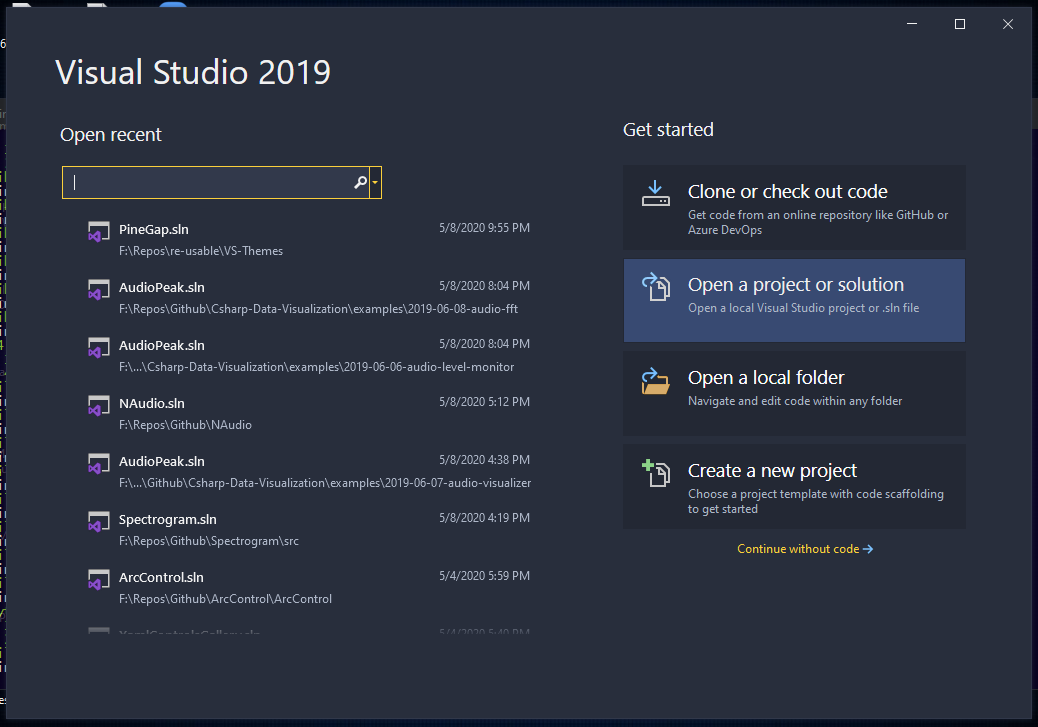 Visual Studio 2019
Open recent
PineGap.sln 5/8/2020 9:55 PM
F:\Repos\re-usable\VS-Themes
AudioPeak.sln 5/8/2020 8:04 PM
F:\Repos\Github\Csharp-Data-Visualization\examples\2019-06-08-audio-fft
AudioPeak.sln 5/8/2020 8:04 PM
F:\...\Csharp-Data-Visualization\examples\2019-06-06-audio-level-monitor
NAudio.sln 5/8/2020 5:12 PM
F:\Repos\Github\NAudio
AudioPeak.sln 5/8/2020 4:38 PM
F:\...\Github\Csharp-Data-Visualization\examples\2019-06-07-audio-visualizer
Spectrogram.sln 5/8/2020 4:19 PM
F:\Repos\Github\Spectrogram\src
ArcControl.sln 5/4/2020 5:59 PM
F:\Repos\Github\ArcControl\ArcControl
5/4/2020 5:40 PM
Get started
Clone or check out code
Get code from an online repository like GitHub or
Azure DevOps
Open a project or solution
Open a local Visual Studio project or .sln file
Open a local folder
Navigate and edit code within any folder
Create a new project
Choose a project template with code scaffolding
to get started
Continue without code